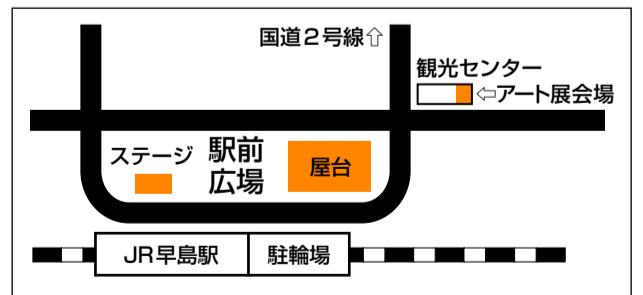 国道2号線⇧
観光センター
⇦アート展会場
ステージ
駅前
広場
屋台
JR早島駅
駐輪場